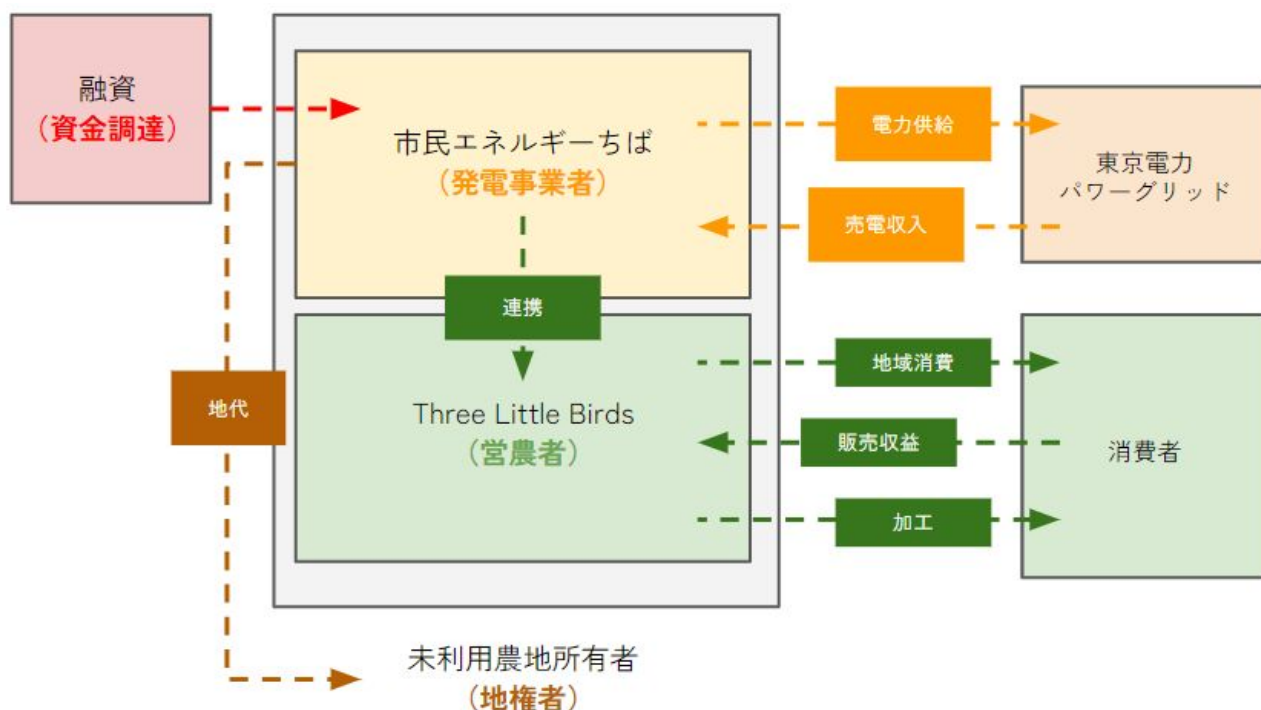 融資
（資金調達）
市民エネルギーちば
（発電事業者）
電力供給
売電収入
東京電力
パワーグリッド
連携
地代
Three Little Birds
（営農者）
地域消費
販売収益
加工
消費者
未利用農地所有者
（地権者）